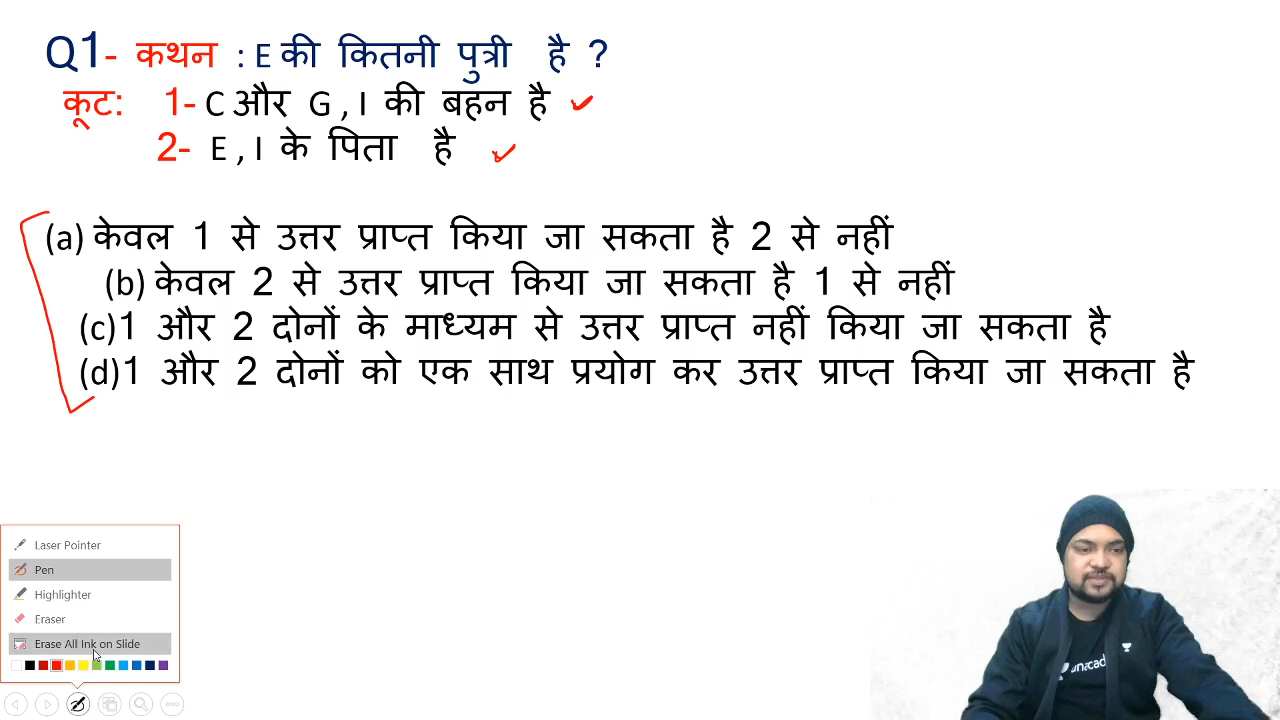 Q1- कथन : E की कितनी पुत्री है ?
कूट: 1- C और G , I की बहन है
2- E , I के पिता है
(a) केवल 1 से उत्तर प्राप्त किया जा सकता है 2 से नहीं
(b) केवल 2 से उत्तर प्राप्त किया जा सकता है 1 से नहीं
(c)1 और 2 दोनों के माध्यम से उत्तर प्राप्त नहीं किया जा सकता है
(d)1 और 2 दोनों को एक साथ प्रयोग कर उत्तर प्राप्त किया जा सकता है
Laser Pointer
Pen
Highlighter
Eraser
Erase All Ink on Slide
unacad